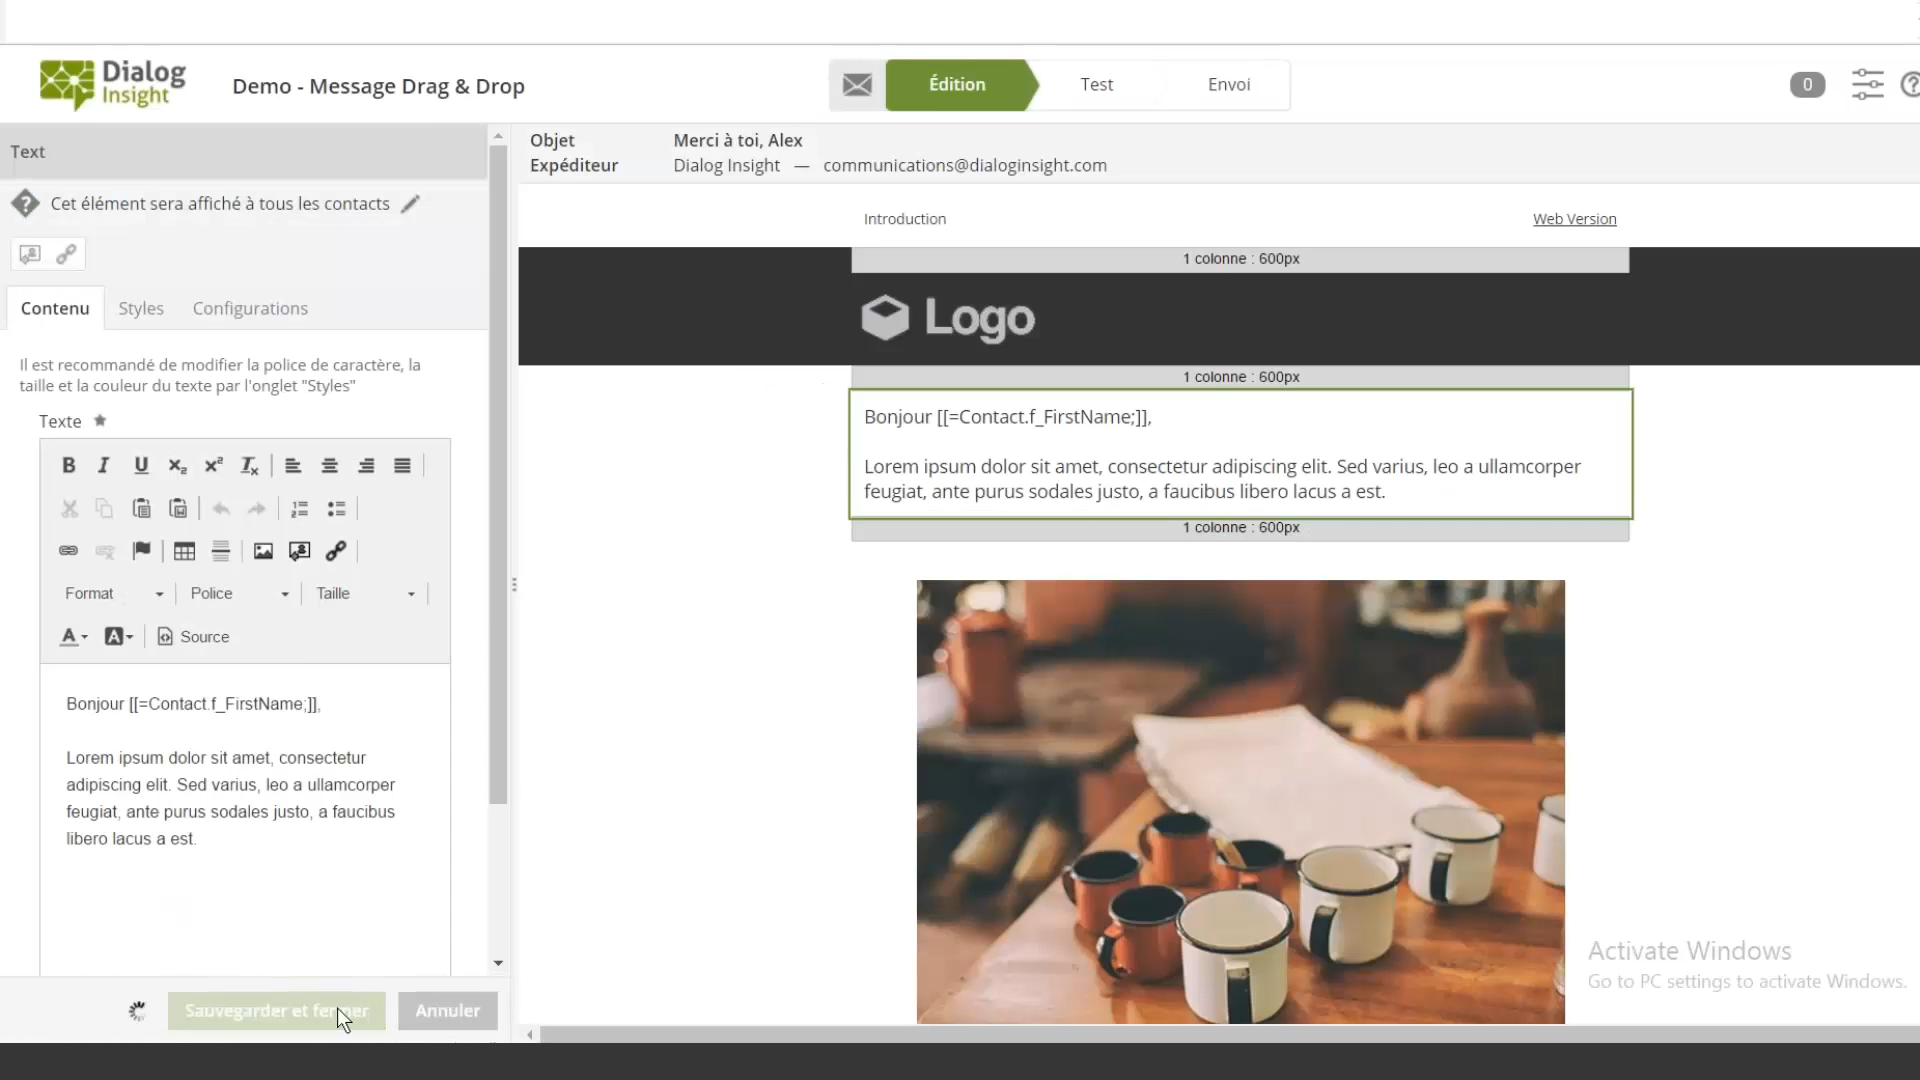 Dialog
Insight
Demo - Message Drag & Drop
Édition
Test
Envoi
0
Text
Cet élément sera affiché à tous les contacts
Contenu
Styles
Configurations
Il est recommandé de modifier la police de caractère, la
taille et la couleur du texte par l'onglet "Styles"
Texte
Format
Police
Taille
Source
Bonjour [[=Contact.f_FirstName;]],
Lorem ipsum dolor sit amet, consectetur
adipiscing elit. Sed varius, leo a ullamcorper
feugiat, ante purus sodales justo, a faucibus
libero lacus a est.
Sauvegarder et fermer
Annuler
Objet
Merci à toi, Alex
Expéditeur
Dialog Insight — communications@dialoginsight.com
Introduction
Web Version
1 colonne : 600px
Logo
1 colonne : 600px
Bonjour [[=Contact.f_FirstName;]],
Lorem ipsum dolor sit amet, consectetur adipiscing elit. Sed varius, leo a ullamcorper
feugiat, ante purus sodales justo, a faucibus libero lacus a est.
1 colonne : 600px
Activate Windows
Go to PC settings to activate Windows.